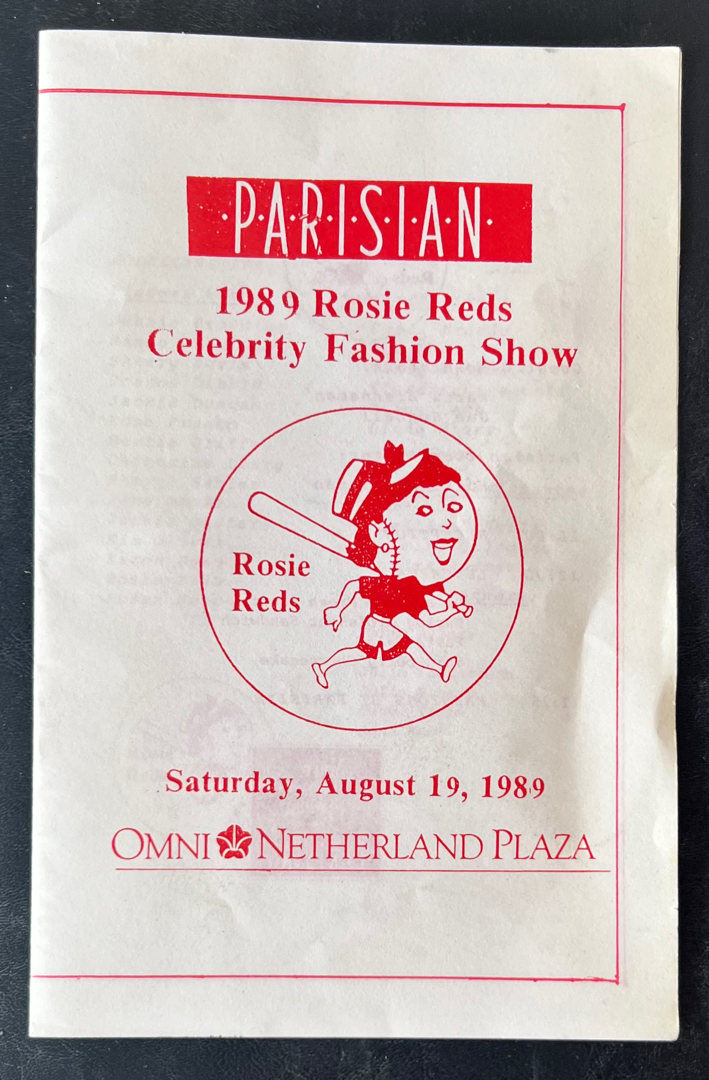 ·P·A·R·I·S·I·A·N·
1989 Rosie Reds
Celebrity Fashion Show
Rosie
Reds
Saturday, August 19, 1989
OMNI NETHERLAND PLAZA